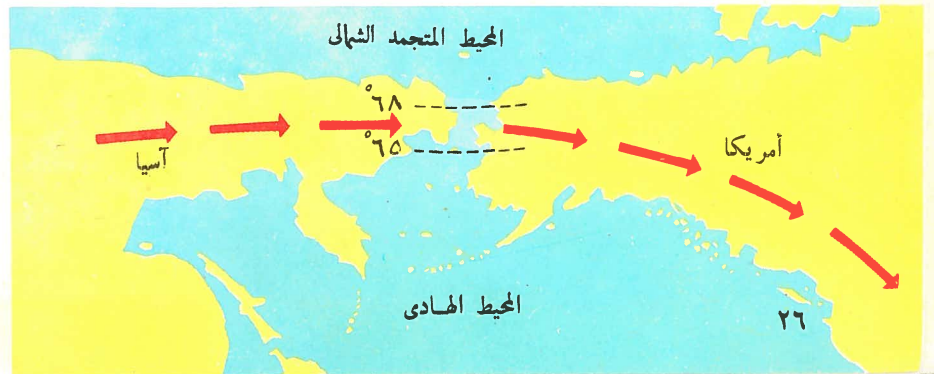 المحيط المتجمد الشمالى
٦٨°
٦٥°
آسيا
أمريكا
المحيط الهادى
٢٦